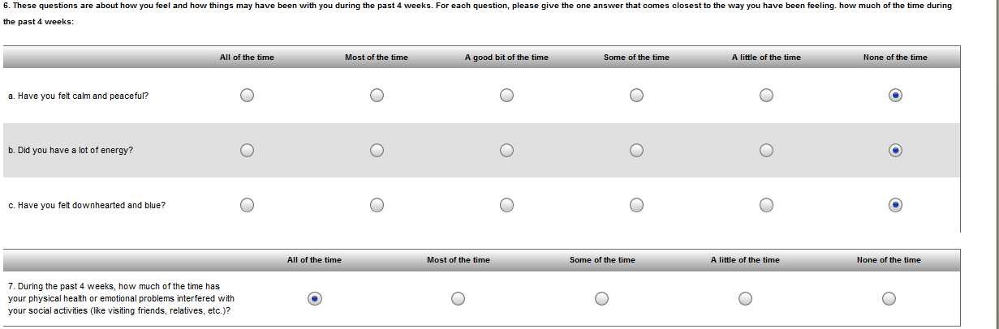 6. These questions are about how you feel and how things may have been with you during the past 4 weeks. For each question, please give the one answer that comes closest to the way you have been feeling. how much of the time during
the past 4 weeks:
All of the time Most of the time A good bit of the time Some of the time A little of the time None of the time
a. Have you felt calm and peaceful?
b. Did you have a lot of energy?
c. Have you felt downhearted and blue?
All of the time Most of the time Some of the time A little of the time None of the time
7. During the past 4 weeks, how much of the time has
your physical health or emotional problems interfered with
your social activities (like visiting friends, relatives, etc.)?